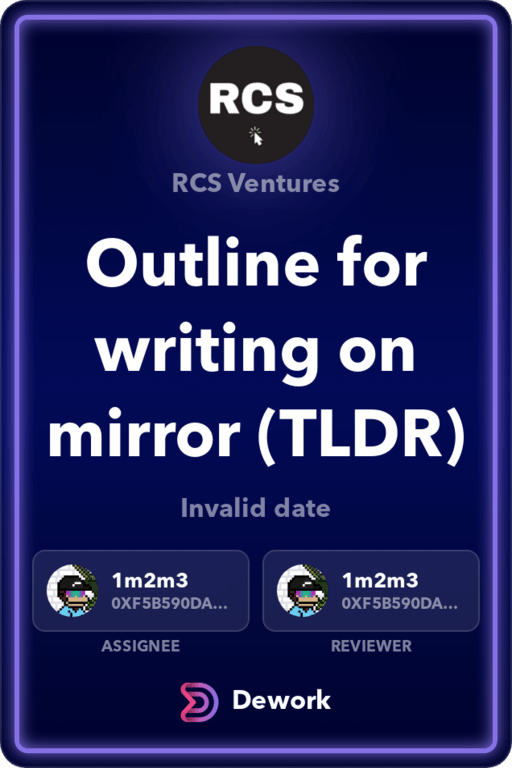 RCS
RCS Ventures
Outline for
writing on
mirror (TLDR)
Invalid date
1m2m3
0XF5B590DA...
ASSIGNEE
1m2m3
0XF5B590DA...
REVIEWER
Dework